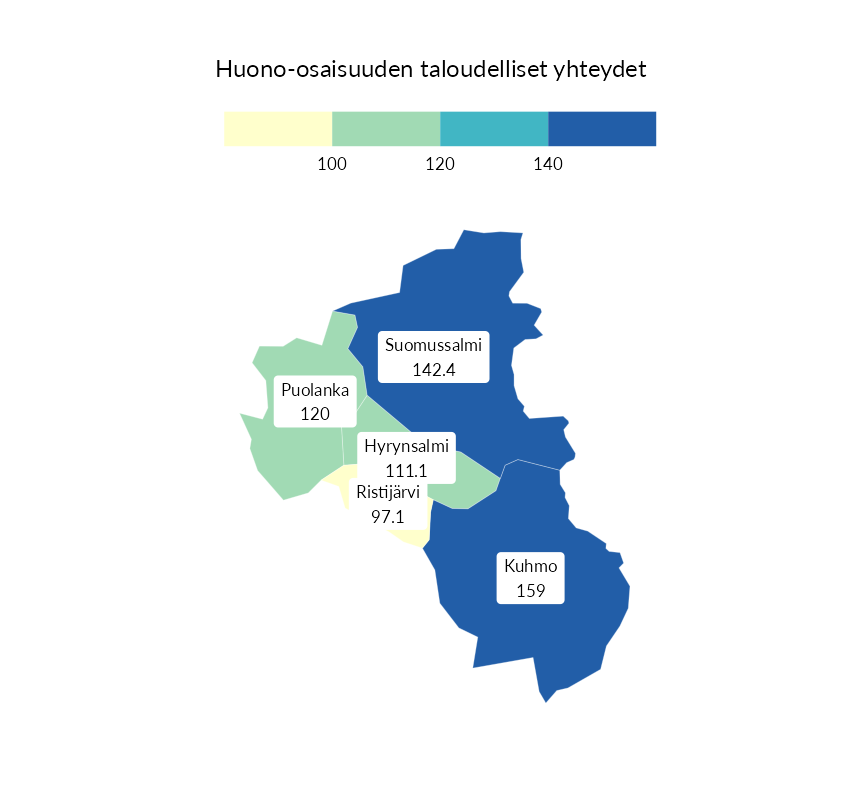 Huono-osaisuuden taloudelliset yhteydet
100 120 140
Suomussalmi
142.4
Puolanka
120
Hyrynsalmi
111.1
Ristijärvi
97.1
Kuhmo
159